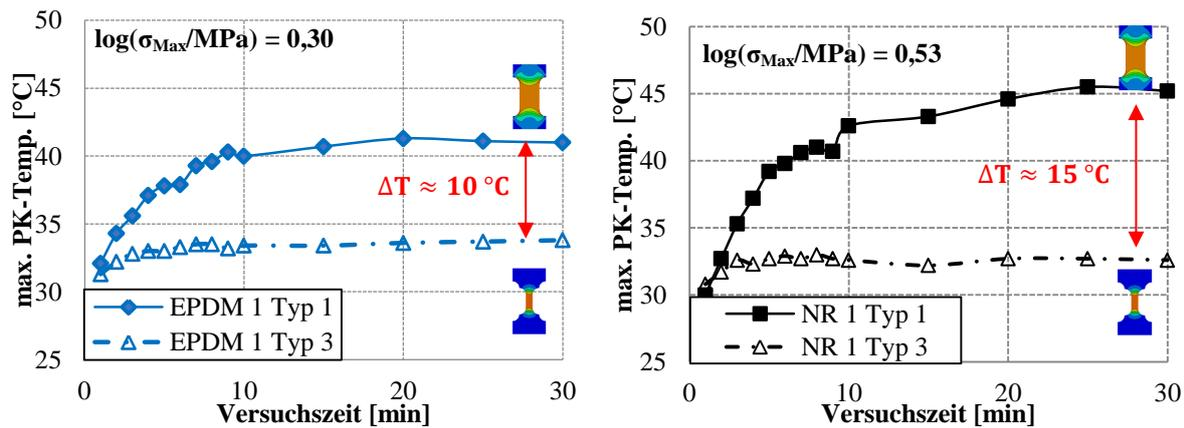 max. PK-Temp. [°C]
50
45
40
35
30
25
log(σMax/MPa) = 0,30
ΔT ≈ 10 °C
EPDM 1 Typ 1
EPDM 1 Typ 3
0
10
20
30
Versuchszeit [min]
max. PK-Temp. [°C]
50
45
40
35
30
25
log(σMax/MPa) = 0,53
ΔT ≈ 15 °C
NR 1 Typ 1
NR 1 Typ 3
0
10
20
30
Versuchszeit [min]